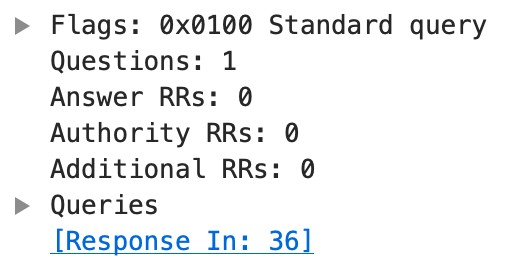 Flags: 0x0100 Standard query
Questions: 1
Answer RRs: 0
Authority RRs: 0
Additional RRs: 0
Queries
[Response In: 36]